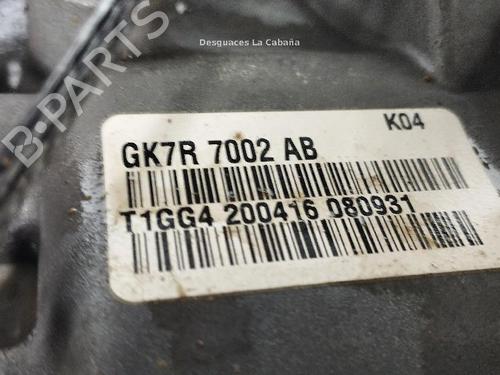 Desguaces La Cabaña
B-PARTS
K04
GK7R 7002 AB
T1GG4 200416 080931